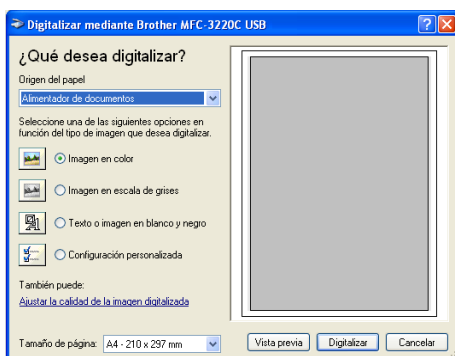 Digitalizar mediante Brother MFC-3220C USB
¿Qué desea digitalizar?
Origen del papel
Alimentador de documentos
Seleccione una de las siguientes opciones en
función del tipo de imagen que desea digitalizar.
Imagen en color
Imagen en escala de grises
Texto o imagen en blanco y negro
Configuración personalizada
También puede:
Ajustar la calidad de la imagen digitalizada
Tamaño de página: A4 - 210 x 297 mm
Vista previa Digitalizar Cancelar